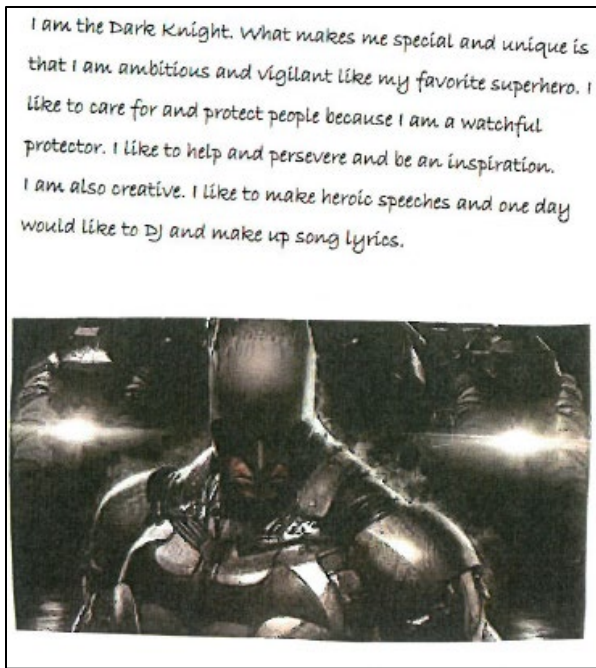 I am the Dark Knight. What makes me special and unique is
that I am ambitious and vigilant like my favorite superhero. I
like to care for and protect people because I am a watchful
protector. I like to help and persevere and be an inspiration.
I am also creative. I like to make heroic speeches and one day
would like to DJ and make up song lyrics.